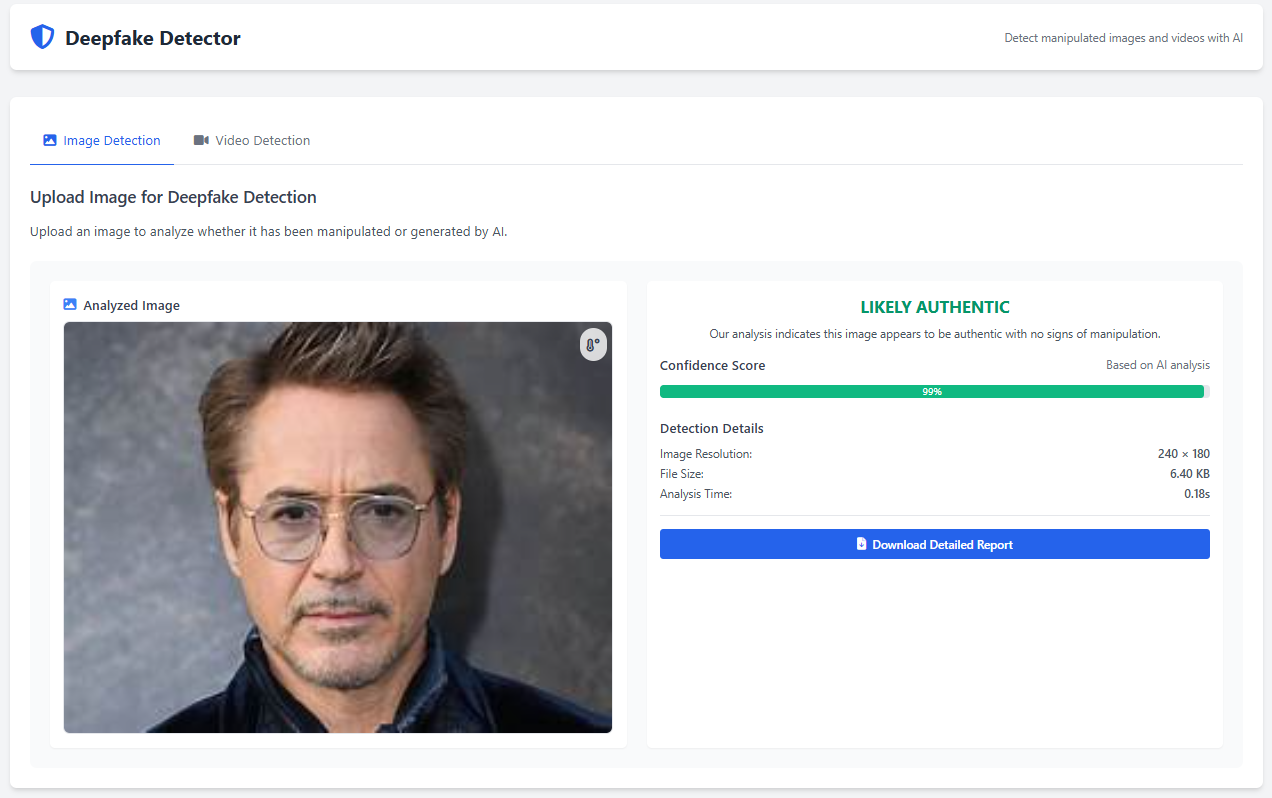 Deepfake Detector
Detect manipulated images and videos with AI
Image Detection
Video Detection
Upload Image for Deepfake Detection
Upload an image to analyze whether it has been manipulated or generated by AI.
Analyzed Image
LIKELY AUTHENTIC
Our analysis indicates this image appears to be authentic with no signs of manipulation.
Confidence Score
Based on AI analysis
99%
Detection Details
Image Resolution:
240 × 180
File Size:
6.40 KB
Analysis Time:
0.18s
Download Detailed Report